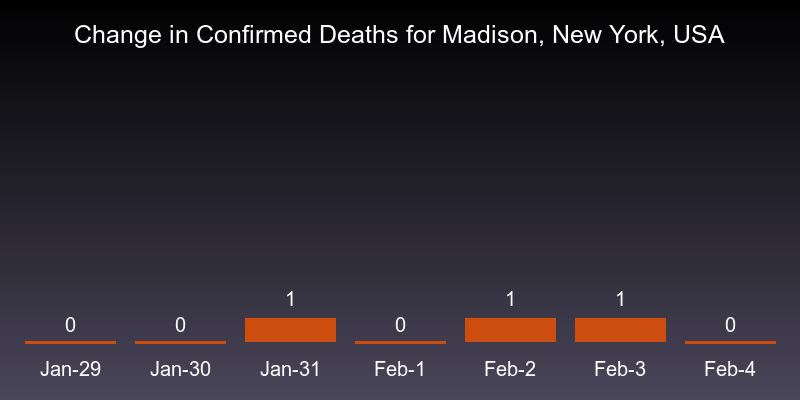 Change in Confirmed Deaths for Madison, New York, USA
0 0 1 0 1 1 0
Jan-29 Jan-30 Jan-31 Feb-1 Feb-2 Feb-3 Feb-4